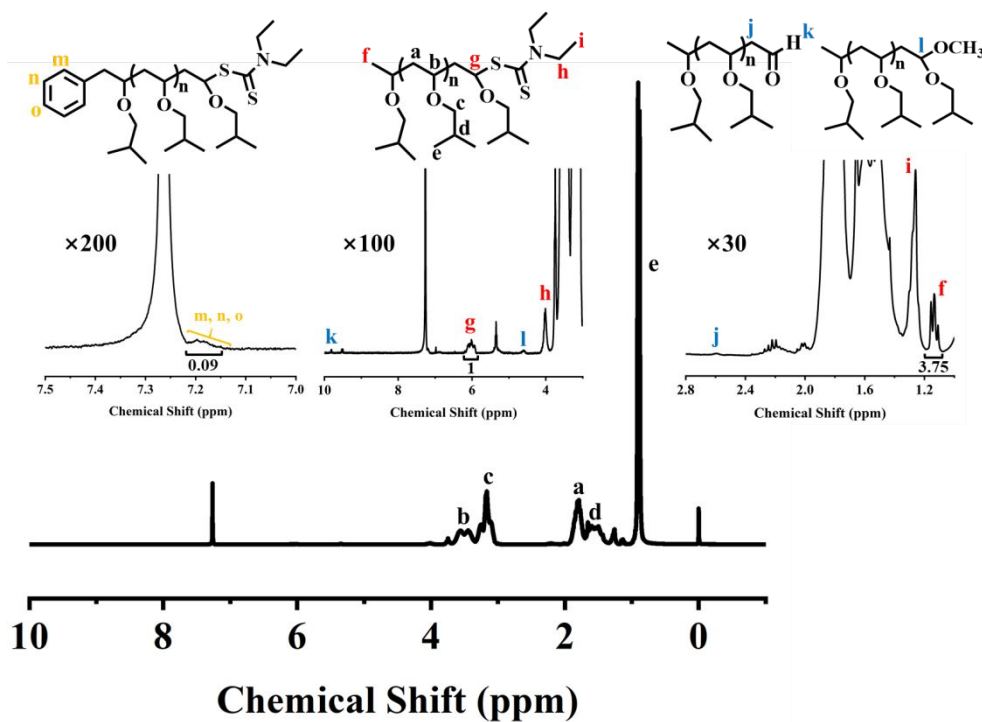 m
n
o
n
O
O
O
S
N
S
f
a
b
n
g
S
N
i
h
S
O
O
O
c
d
e
j
n
H
k
O
O
O
n
l
OCH3
O
O
O
×200
m, n, o
0.09
7.5 7.4 7.3 7.2 7.1 7.0
Chemical Shift (ppm)
×100
k
g
l
h
1
10 8 6 4
Chemical Shift (ppm)
×30
e
i
f
j
3.75
2.8 2.4 2.0 1.6 1.2
Chemical Shift (ppm)
b
c
a
d
10 8 6 4 2 0
Chemical Shift (ppm)